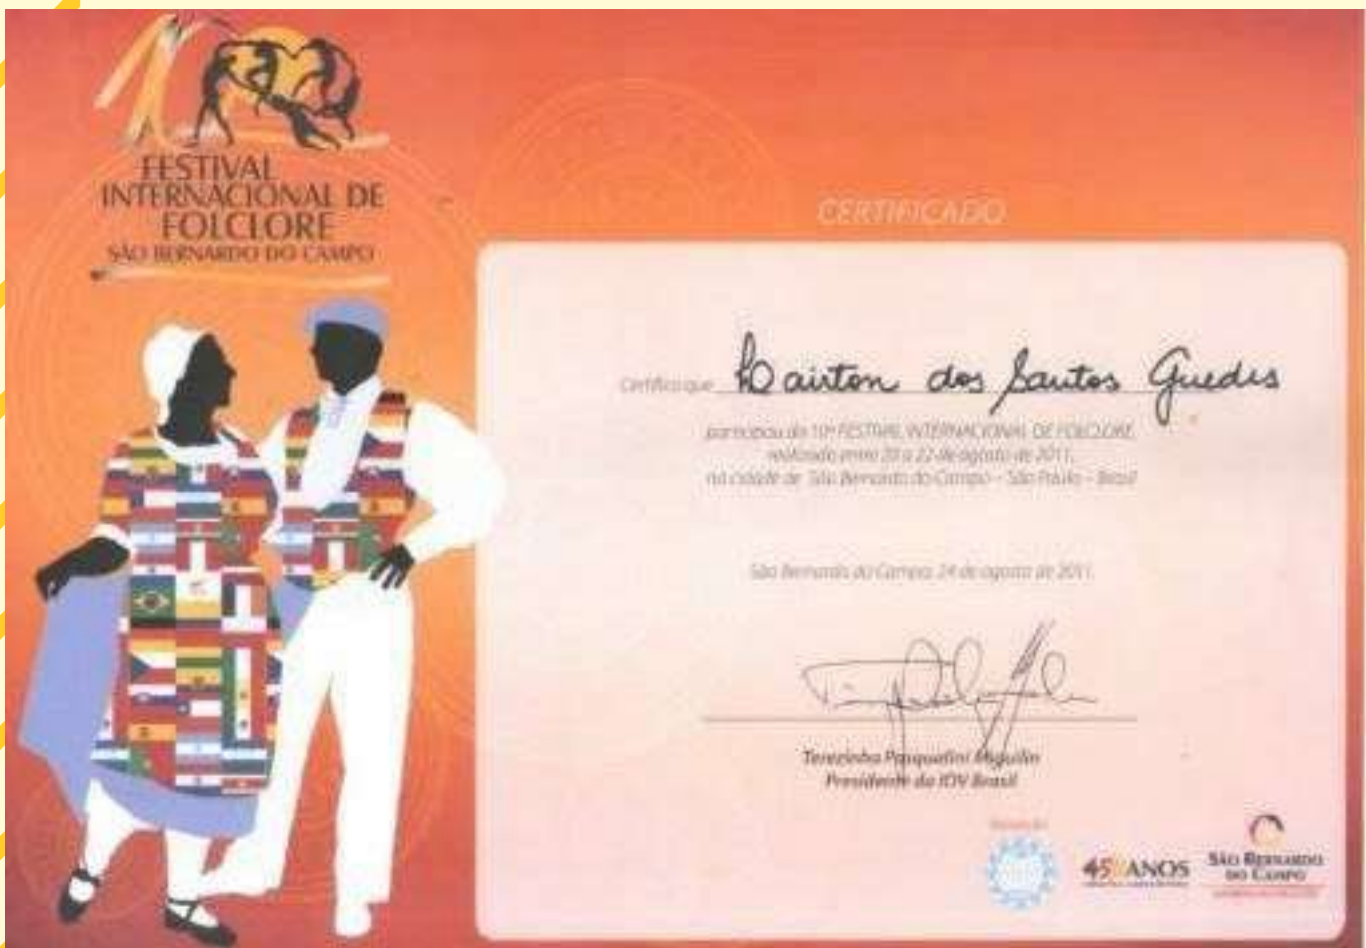 FESTIVAL
INTERNACIONAL DE
FOLCLORE
SÃO BERNARDO DO CAMPO
CERTIFICADO
Certifico que Dairton dos Santos Guedes
participou do 10º FESTIVAL INTERNACIONAL DE FOLCLORE,
realizado entre 20 a 22 de agosto de 2011,
na cidade de São Bernardo do Campo - São Paulo - Brasil
São Bernardo do Campo, 24 de agosto de 2011.
Terezinha Pasqualini
Presidente da IOV Brasil
ANOS
SÃO BERNARDO
DO CAMPO